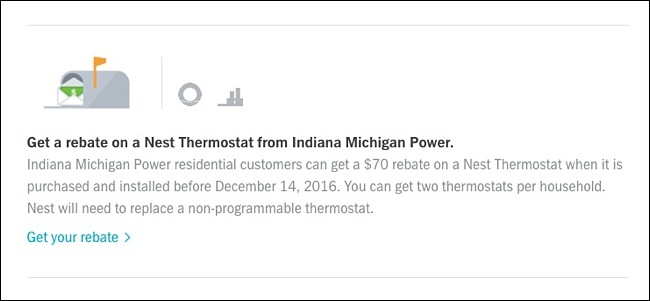 Get a rebate on a Nest Thermostat from Indiana Michigan Power.
Indiana Michigan Power residential customers can get a $70 rebate on a Nest Thermostat when it is
purchased and installed before December 14, 2016. You can get two thermostats per household.
Nest will need to replace a non-programmable thermostat.
Get your rebate >